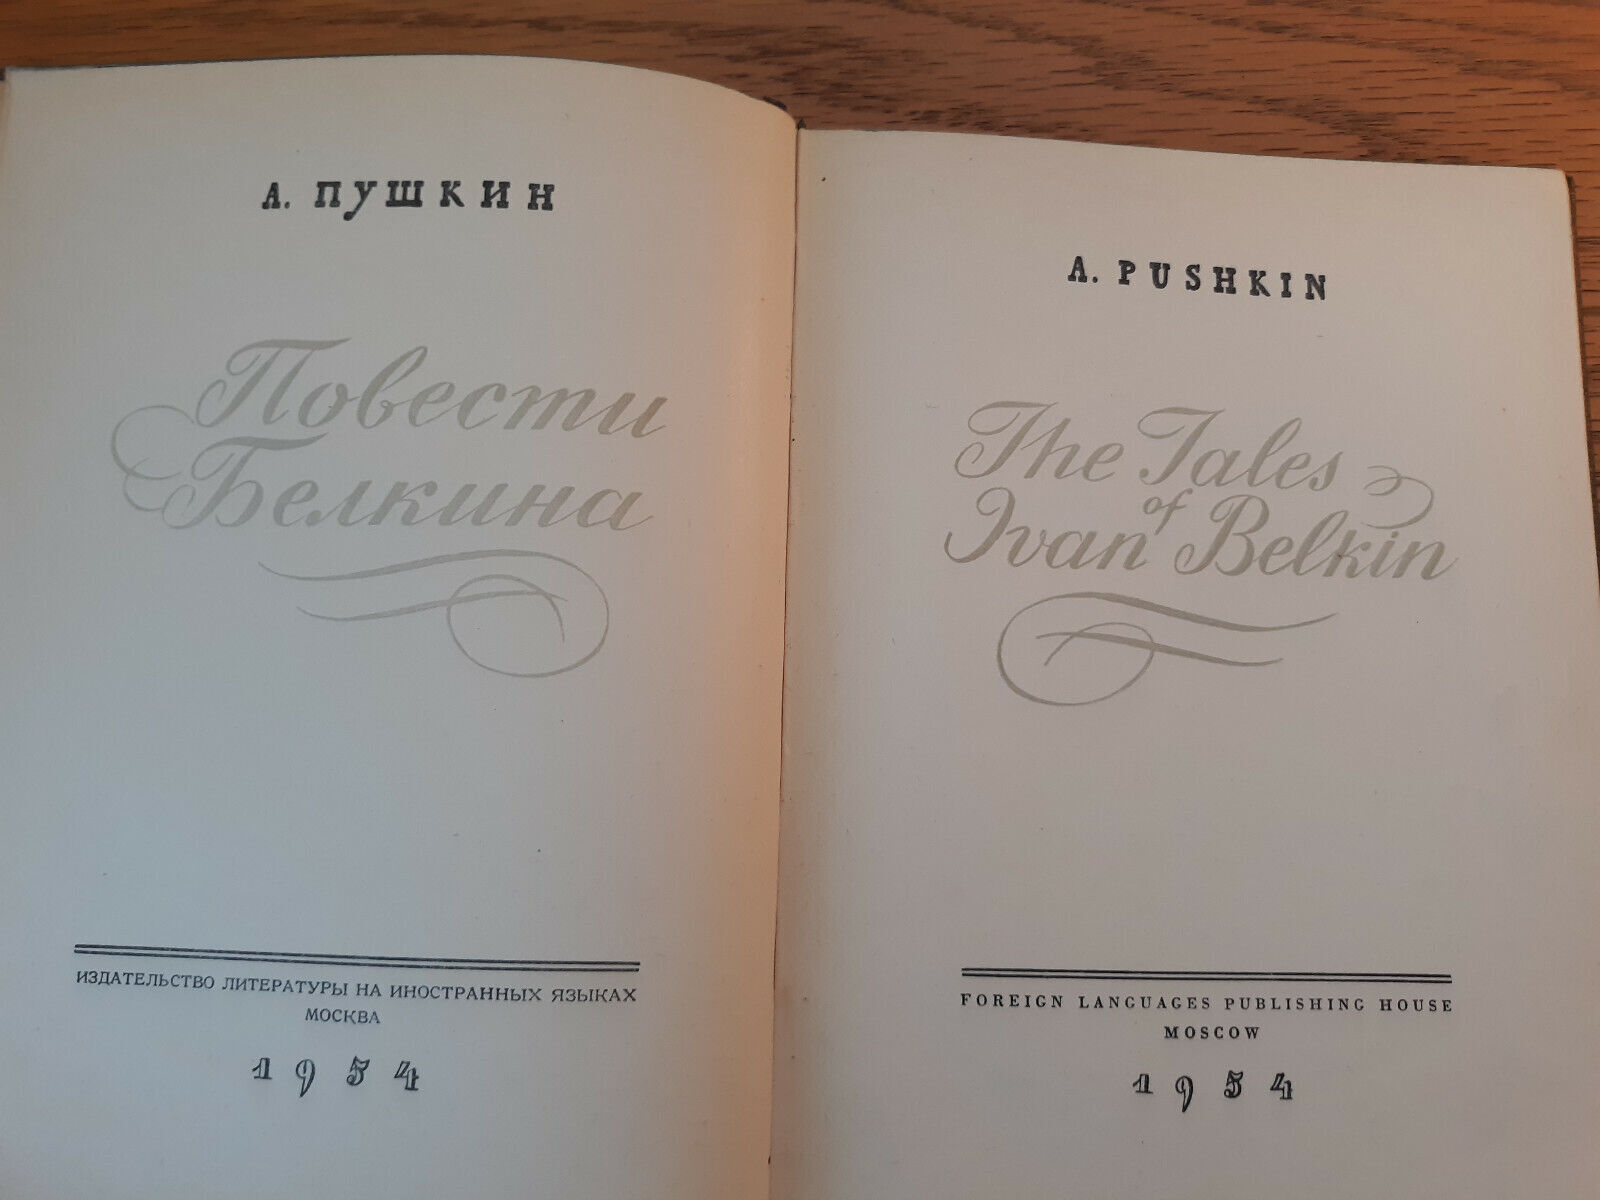 А. ПУШКИН
Повести
Белкина
ИЗДАТЕЛЬСТВО ЛИТЕРАТУРЫ НА ИНОСТРАННЫХ ЯЗЫКАХ
МОСКВА
1954
A. PUSHKIN
The Tales
of
Ivan Belkin
FOREIGN LANGUAGES PUBLISHING HOUSE
MOSCOW
1954